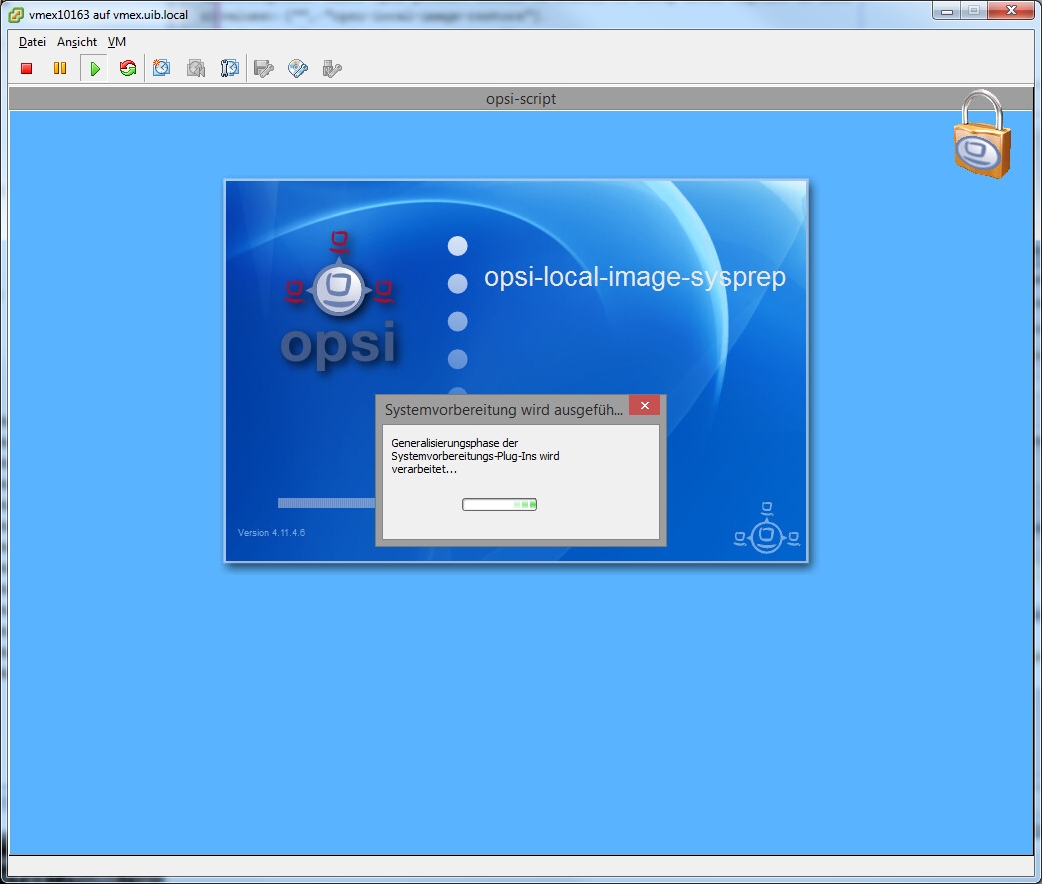 vmex10163 auf vmex.uib.local
Datei Ansicht VM
opsi-script
opsi-local-image-sysprep
opsi
Systemvorbereitung wird ausgefüh...
Generalisierungsphase der
Systemvorbereitungs-Plug-Ins wird
verarbeitet...
Version 4.11.4.6